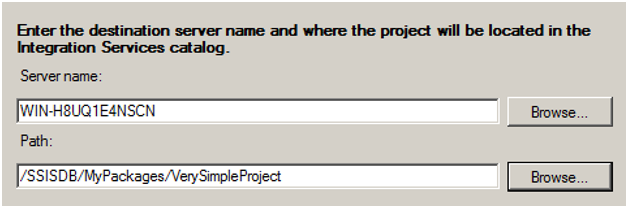 Enter the destination server name and where the project will be located in the
Integration Services catalog.
Server name:
WIN-H8UQ1E4NSCN
Browse...
Path:
/SSISDB/MyPackages/VerySimpleProject
Browse...